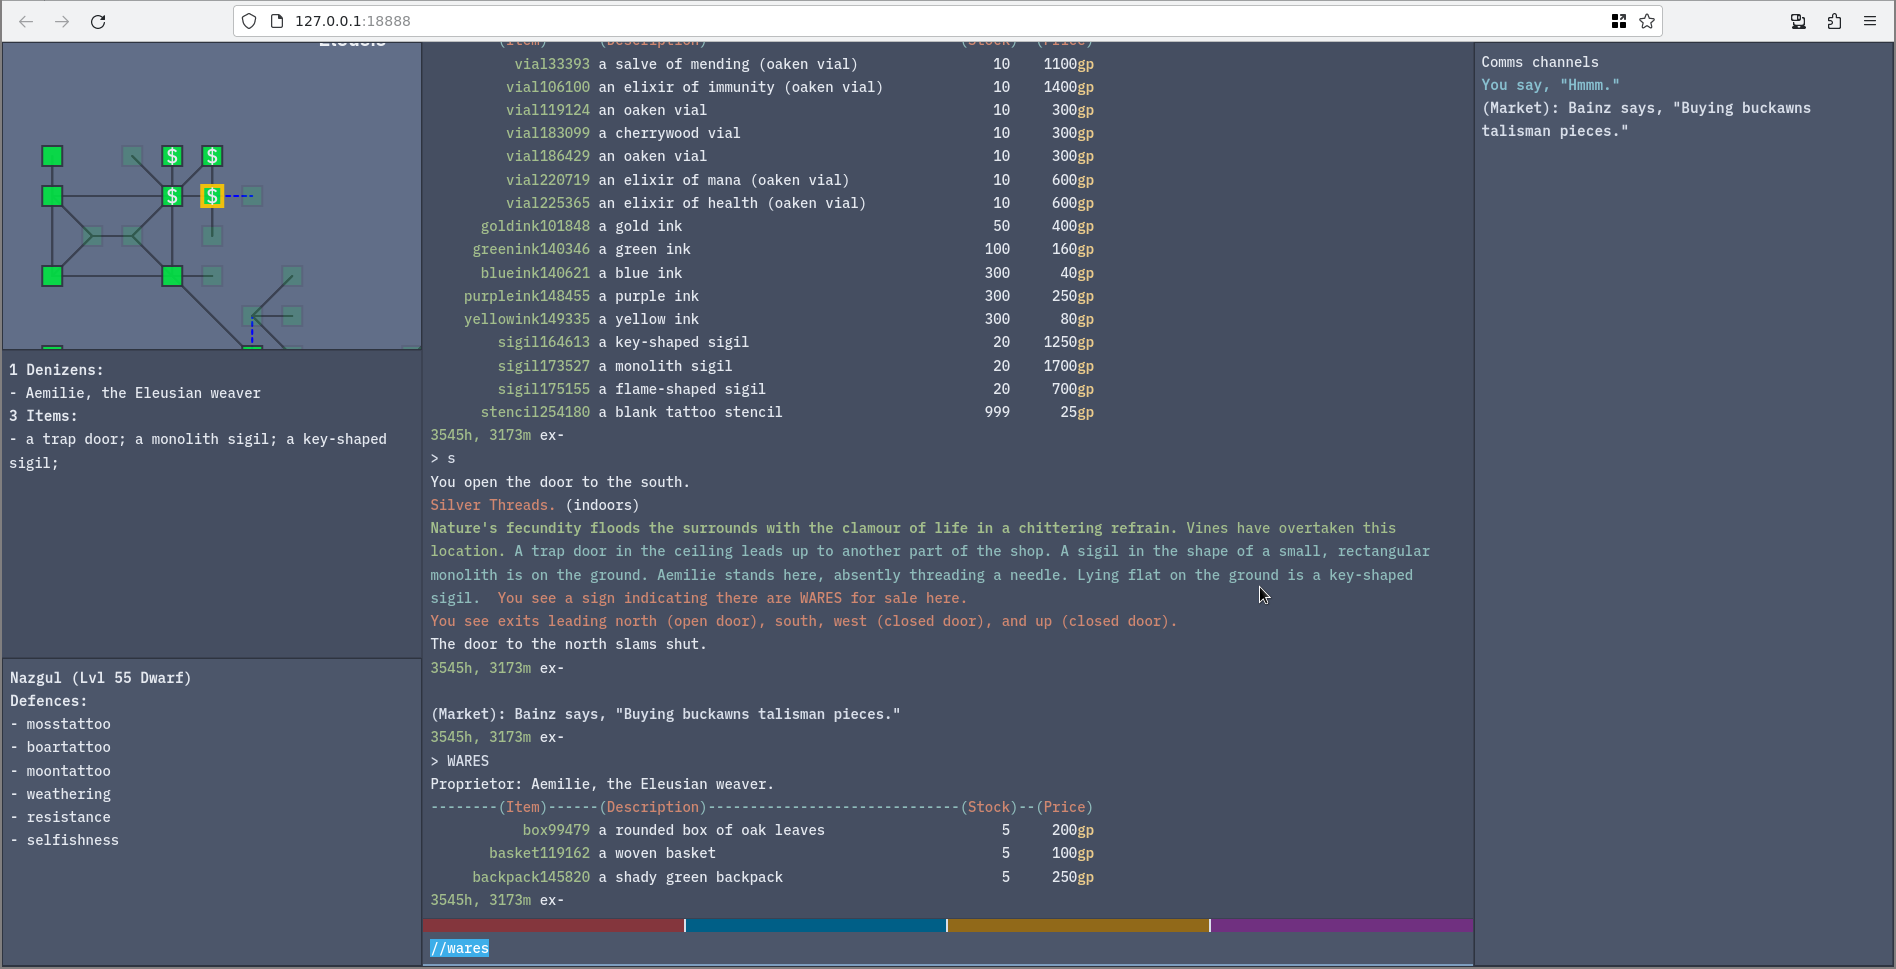 127.0.0.1:18888
Eleusis
$ $
$ $
1 Denizens:
- Aemilie, the Eleusian weaver
3 Items:
- a trap door; a monolith sigil; a key-shaped
sigil;
Nazgul (Lvl 55 Dwarf)
Defences:
- mosstattoo
- boartattoo
- moontattoo
- weathering
- resistance
- selfishness
(Item) (Description) (Stock) (Price)
vial33393 a salve of mending (oaken vial) 10 1100gp
vial106100 an elixir of immunity (oaken vial) 10 1400gp
vial119124 an oaken vial 10 300gp
vial183099 a cherrywood vial 10 300gp
vial186429 an oaken vial 10 300gp
vial220719 an elixir of mana (oaken vial) 10 600gp
vial225365 an elixir of health (oaken vial) 10 600gp
goldink101848 a gold ink 50 400gp
greenink140346 a green ink 100 160gp
blueink140621 a blue ink 300 40gp
purpleink148455 a purple ink 300 250gp
yellowink149335 a yellow ink 300 80gp
sigil164613 a key-shaped sigil 20 1250gp
sigil173527 a monolith sigil 20 1700gp
sigil175155 a flame-shaped sigil 20 700gp
stencil254180 a blank tattoo stencil 999 25gp
3545h, 3173m ex-
> s
You open the door to the south.
Silver Threads. (indoors)
Nature's fecundity floods the surrounds with the clamour of life in a chittering refrain. Vines have overtaken this
location. A trap door in the ceiling leads up to another part of the shop. A sigil in the shape of a small, rectangular
monolith is on the ground. Aemilie stands here, absently threading a needle. Lying flat on the ground is a key-shaped
sigil.  You see a sign indicating there are WARES for sale here.
You see exits leading north (open door), south, west (closed door), and up (closed door).
The door to the north slams shut.
3545h, 3173m ex-
(Market): Bainz says, "Buying buckawns talisman pieces."
3545h, 3173m ex-
> WARES
Proprietor: Aemilie, the Eleusian weaver.
--------(Item)------(Description)------------------------------(Stock)--(Price)
box99479 a rounded box of oak leaves 5 200gp
basket119162 a woven basket 5 100gp
backpack145820 a shady green backpack 5 250gp
3545h, 3173m ex-
//wares
Comms channels
You say, "Hmmm."
(Market): Bainz says, "Buying buckawns
talisman pieces."